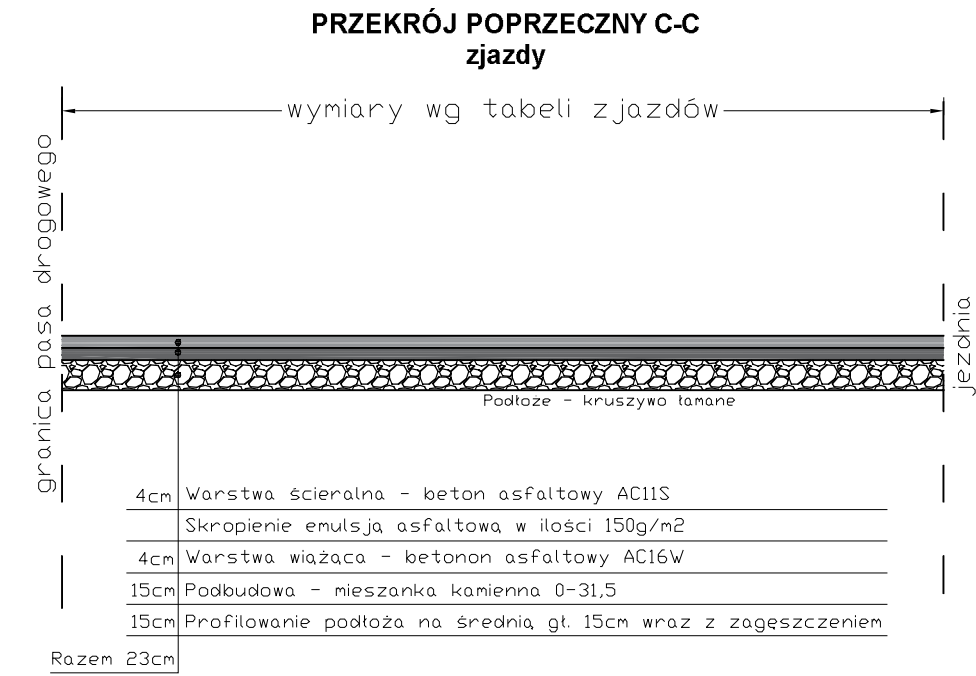 PRZEKRÓJ POPRZECZNY C-C
zjazdy
wymiary wg tabeli zjazdów
granica pasa drogowego
jezdnia
Podłoże - kruszywo łamane
4cm Warstwa ścieralna - beton asfaltowy AC11S
Skropienie emulsją asfaltową w ilości 150g/m2
4cm Warstwa wiążąca - betonon asfaltowy AC16W
15cm Podbudowa - mieszanka kamienna 0-31,5
15cm Profilowanie podłoża na średnią gł. 15cm wraz z zagęszczeniem
Razem 23cm